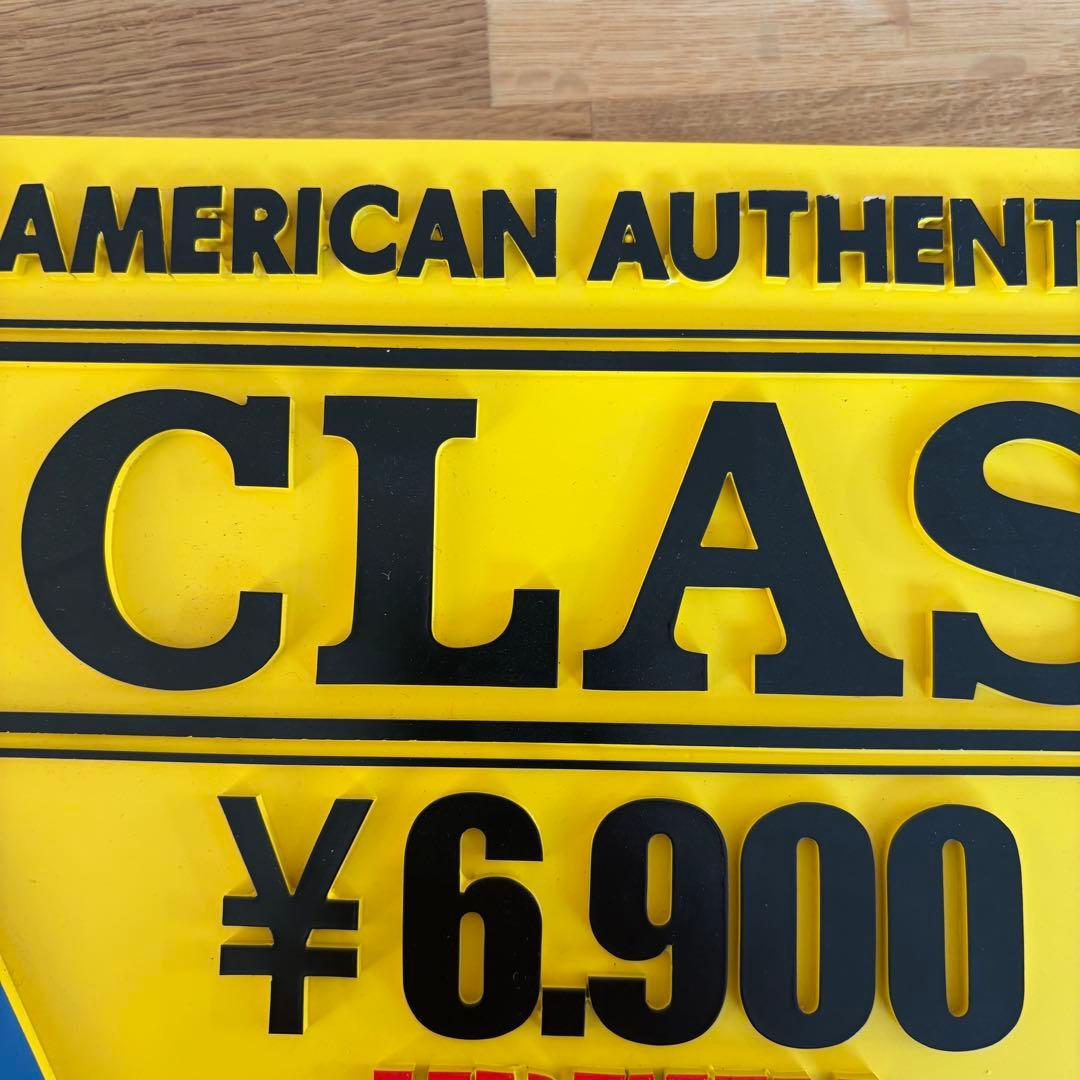 AMERICAN AUTHENT
CLAS
¥6.900